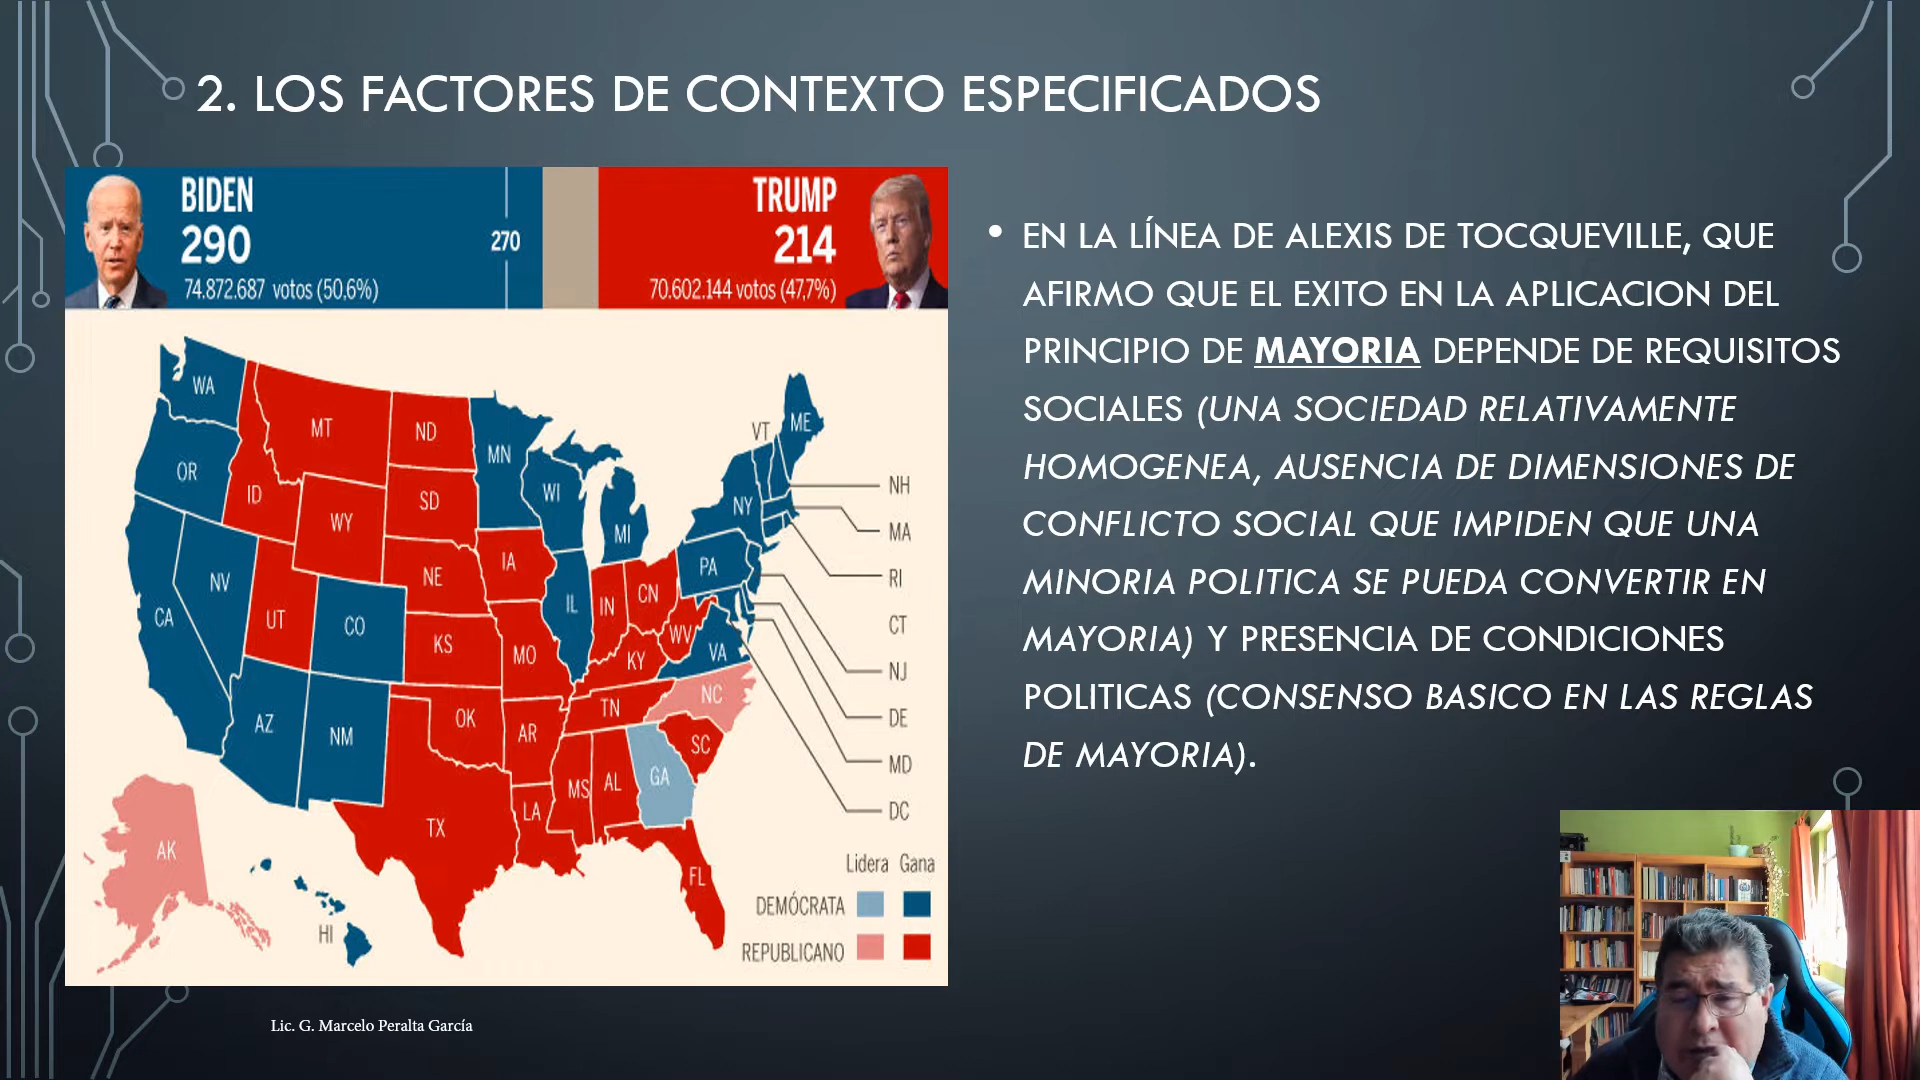 2. LOS FACTORES DE CONTEXTO ESPECIFICADOS
BIDEN
290
74.872.687 votos (50.6%)
270
TRUMP
214
70.602.144 votos (47,7%)
WA
MT
ND
MN
VT
ME
OR
ID
WY
SD
WI
MI
NY
NH
MA
RI
CT
NJ
DE
MD
DC
NV
CA
UT
CO
NE
IA
IL
IN
CN
PA
KS
MO
KY
WV
VA
AZ
NM
OK
AR
TN
NC
SC
TX
LA
MS
AL
GA
FL
AK
HI
Lidera Gana
DEMÓCRATA
REPUBLICANO
• EN LA LÍNEA DE ALEXIS DE TOCQUEVILLE, QUE
AFIRMO QUE EL EXITO EN LA APLICACION DEL
PRINCIPIO DE MAYORIA DEPENDE DE REQUISITOS
SOCIALES (UNA SOCIEDAD RELATIVAMENTE
HOMOGENEA, AUSENCIA DE DIMENSIONES DE
CONFLICTO SOCIAL QUE IMPIDEN QUE UNA
MINORIA POLITICA SE PUEDA CONVERTIR EN
MAYORIA) Y PRESENCIA DE CONDICIONES
POLITICAS (CONSENSO BASICO EN LAS REGLAS
DE MAYORIA).
Lic. G. Marcelo Peralta García